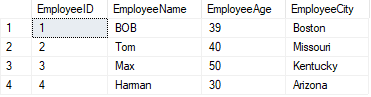 EmployeeID EmployeeName EmployeeAge EmployeeCity
1 1 BOB 39 Boston
2 2 Tom 40 Missouri
3 3 Max 50 Kentucky
4 4 Harman 30 Arizona